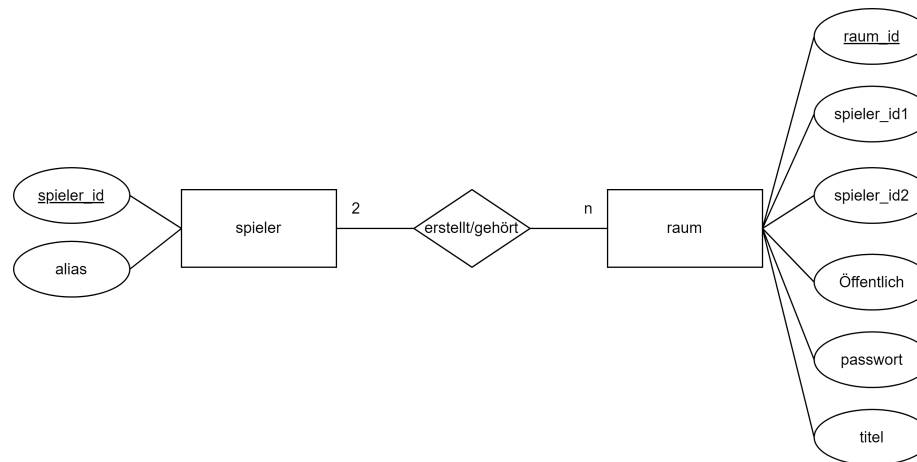 raum_id
spieler_id1
spieler_id
spieler
2
erstellt/gehört
n
raum
spieler_id2
alias
Öffentlich
passwort
titel